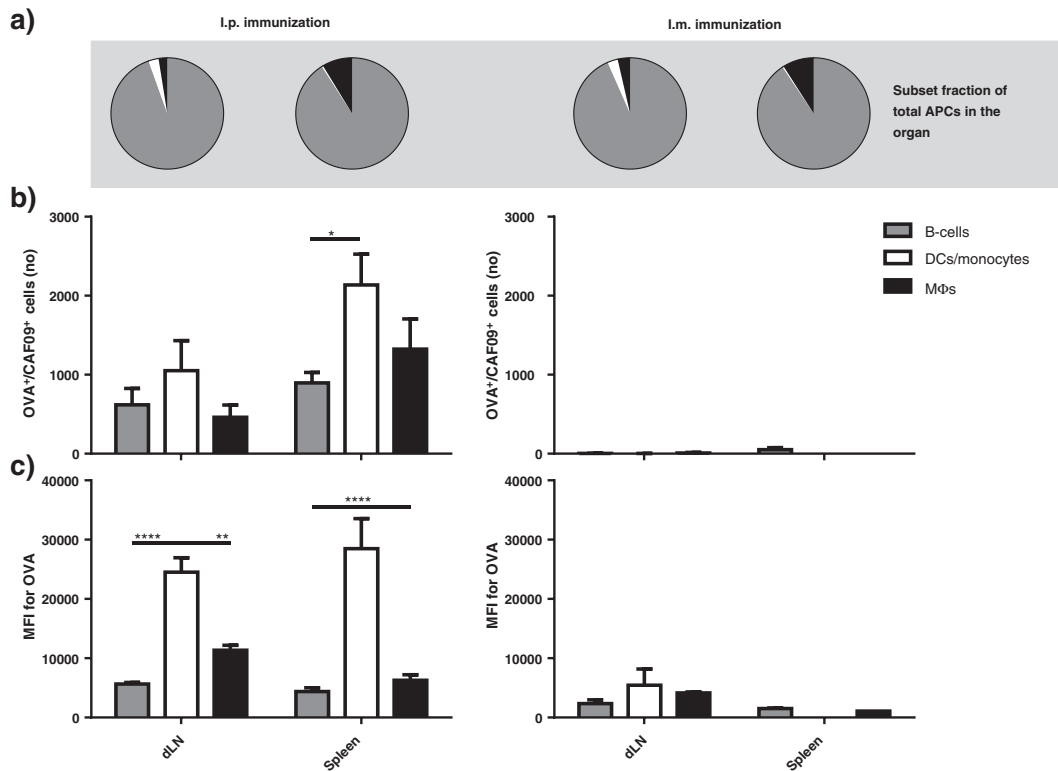 a)
I.p. immunization
I.m. immunization
Subset fraction of
total APCs in the
organ
b)
OVA⁺/CAF09⁺ cells (no)
3000
2000
1000
0
*
OVA⁺/CAF09⁺ cells (no)
3000
2000
1000
0
B-cells
DCs/monocytes
MΦs
c)
MFI for OVA
40000
30000
20000
10000
0
****
**
****
dLN
Spleen
MFI for OVA
40000
30000
20000
10000
0
dLN
Spleen